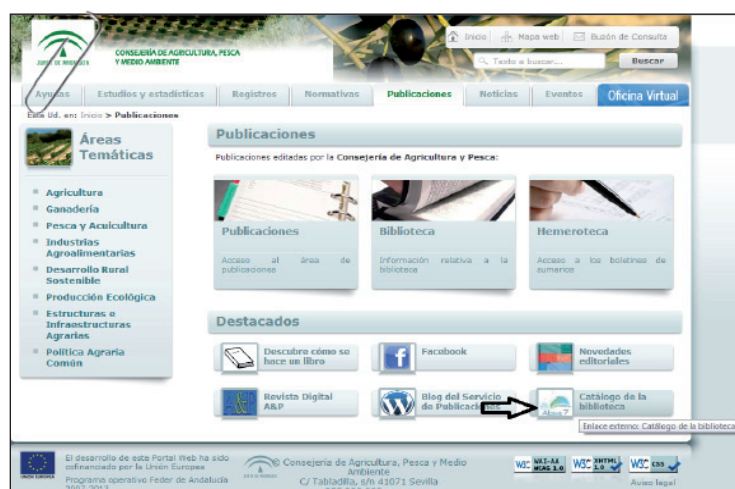 Inicio
Mapa web
Buzón de Consulta
JUNTA DE ANDALUCIA
CONSEJERÍA DE AGRICULTURA, PESCA
Y MEDIO AMBIENTE
Texto a buscar...
Buscar
Ayudas
Estudios y estadísticas
Registros
Normativas
Publicaciones
Noticias
Eventos
Oficina Virtual
Está Ud. en: Inicio > Publicaciones
Áreas
Temáticas
Agricultura
Ganadería
Pesca y Acuicultura
Industrias
Agroalimentarias
Desarrollo Rural
Sostenible
Producción Ecológica
Estructuras e
Infraestructuras
Agrarias
Política Agraria
Común
Publicaciones
Publicaciones editadas por la Consejería de Agricultura y Pesca:
Publicaciones
Acceso al área de
publicaciones
Biblioteca
Información relativa a la
biblioteca
Hemeroteca
Acceso a los boletines de
sumarios
Destacados
Descubre cómo se
hace un libro
Facebook
Novedades
editoriales
Revista Digital
A&P
Blog del Servicio
de Publicaciones
Catálogo de la
biblioteca
Enlace externo: Catálogo de la biblioteca
UNIÓN EUROPEA
El desarrollo de este Portal Web ha sido
cofinanciado por la Unión Europea
Programa operativo Feder de Andalucía
2007-2013
© Consejería de Agricultura, Pesca y Medio
Ambiente
C/ Tabladilla, s/n 41071 Sevilla
W3C WAI-AA WCAG 1.0
W3C XHTML 1.0
W3C CSS
Aviso legal